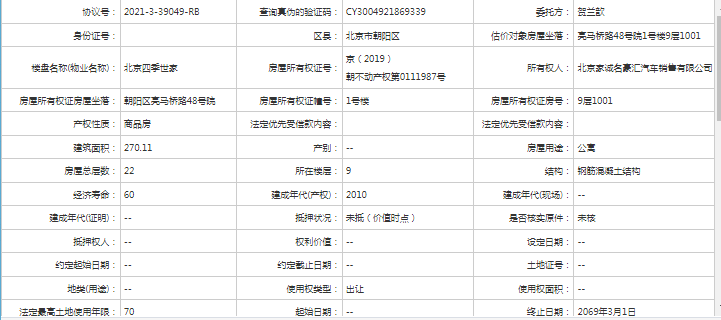 协议号： 2021-3-39049-RB 查询真伪的验证码： CY3004921869339 委托方： 贺兰歆
身份证号： 区县： 北京市朝阳区 估价对象房屋坐落： 亮马桥路48号院1号楼9层1001
楼盘名称(物业名称)： 北京四季世家 房屋所有权证号： 京（2019）
朝不动产权第0111987号 所有人： 北京家诚名豪汇汽车销售有限公司
房屋所有权证房屋坐落： 朝阳区亮马桥路48号院 房屋所有权证幢号： 1号楼 房屋所有权证房号： 9层1001
产权性质： 商品房 法定优先受偿款内容： 法定优先受偿款内容：
建筑面积： 270.11 产别： -- 房屋用途： 公寓
房屋总层数： 22 所在楼层： 9 结构： 钢筋混凝土结构
经济寿命： 60 建成年代(产权)： 2010 建成年代(现场)： --
建成年代(证明)： -- 抵押状况： 未抵（价值时点） 是否核实原件： 未核
抵押权人： -- 权利价值： -- 设定日期： --
约定起始日期： -- 约定截止日期： -- 土地证号： --
地类(用途)： -- 使用权类型： 出让 使用权面积： --
法定最高土地使用年限： 70 起始日期： -- 终止日期： 2069年3月1日